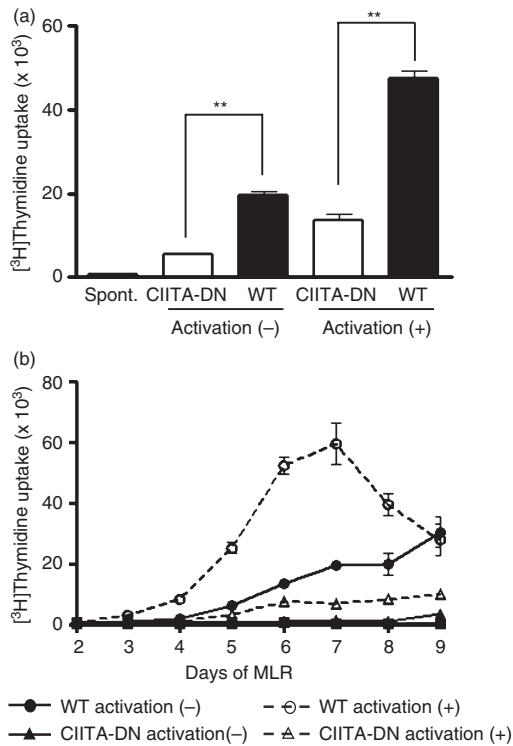 (a)
[³H]Thymidine uptake (x 10³)
60
40
20
0
**
**
Spont. CIITA-DN WT CIITA-DN WT
Activation (–) Activation (+)
(b)
[³H]Thymidine uptake (x 10³)
80
60
40
20
0
2 3 4 5 6 7 8 9
Days of MLR
WT activation (–) WT activation (+)
CIITA-DN activation(–) CIITA-DN activation (+)